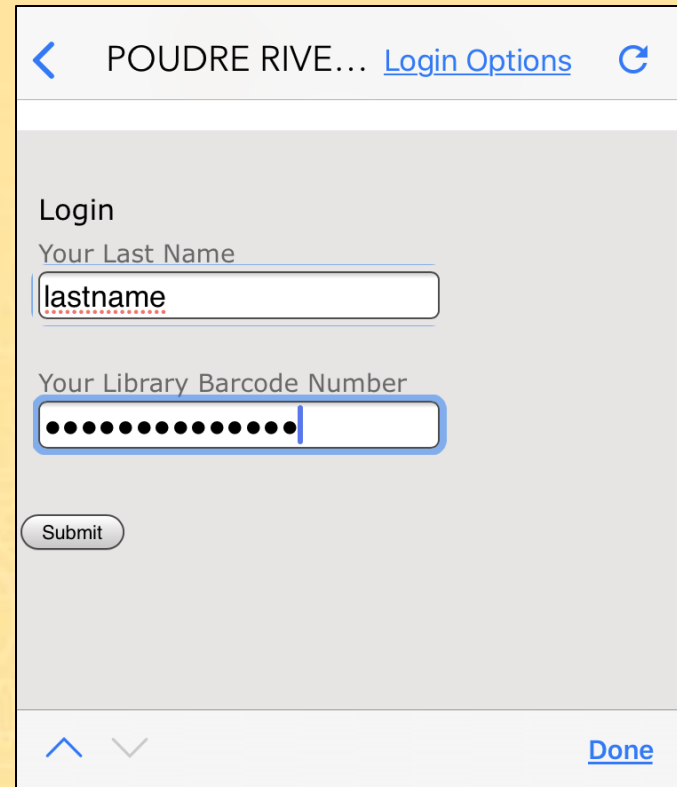 POUDRE RIVE... Login Options
Login
Your Last Name
lastname
Your Library Barcode Number
••••••••••••••
Submit
Done